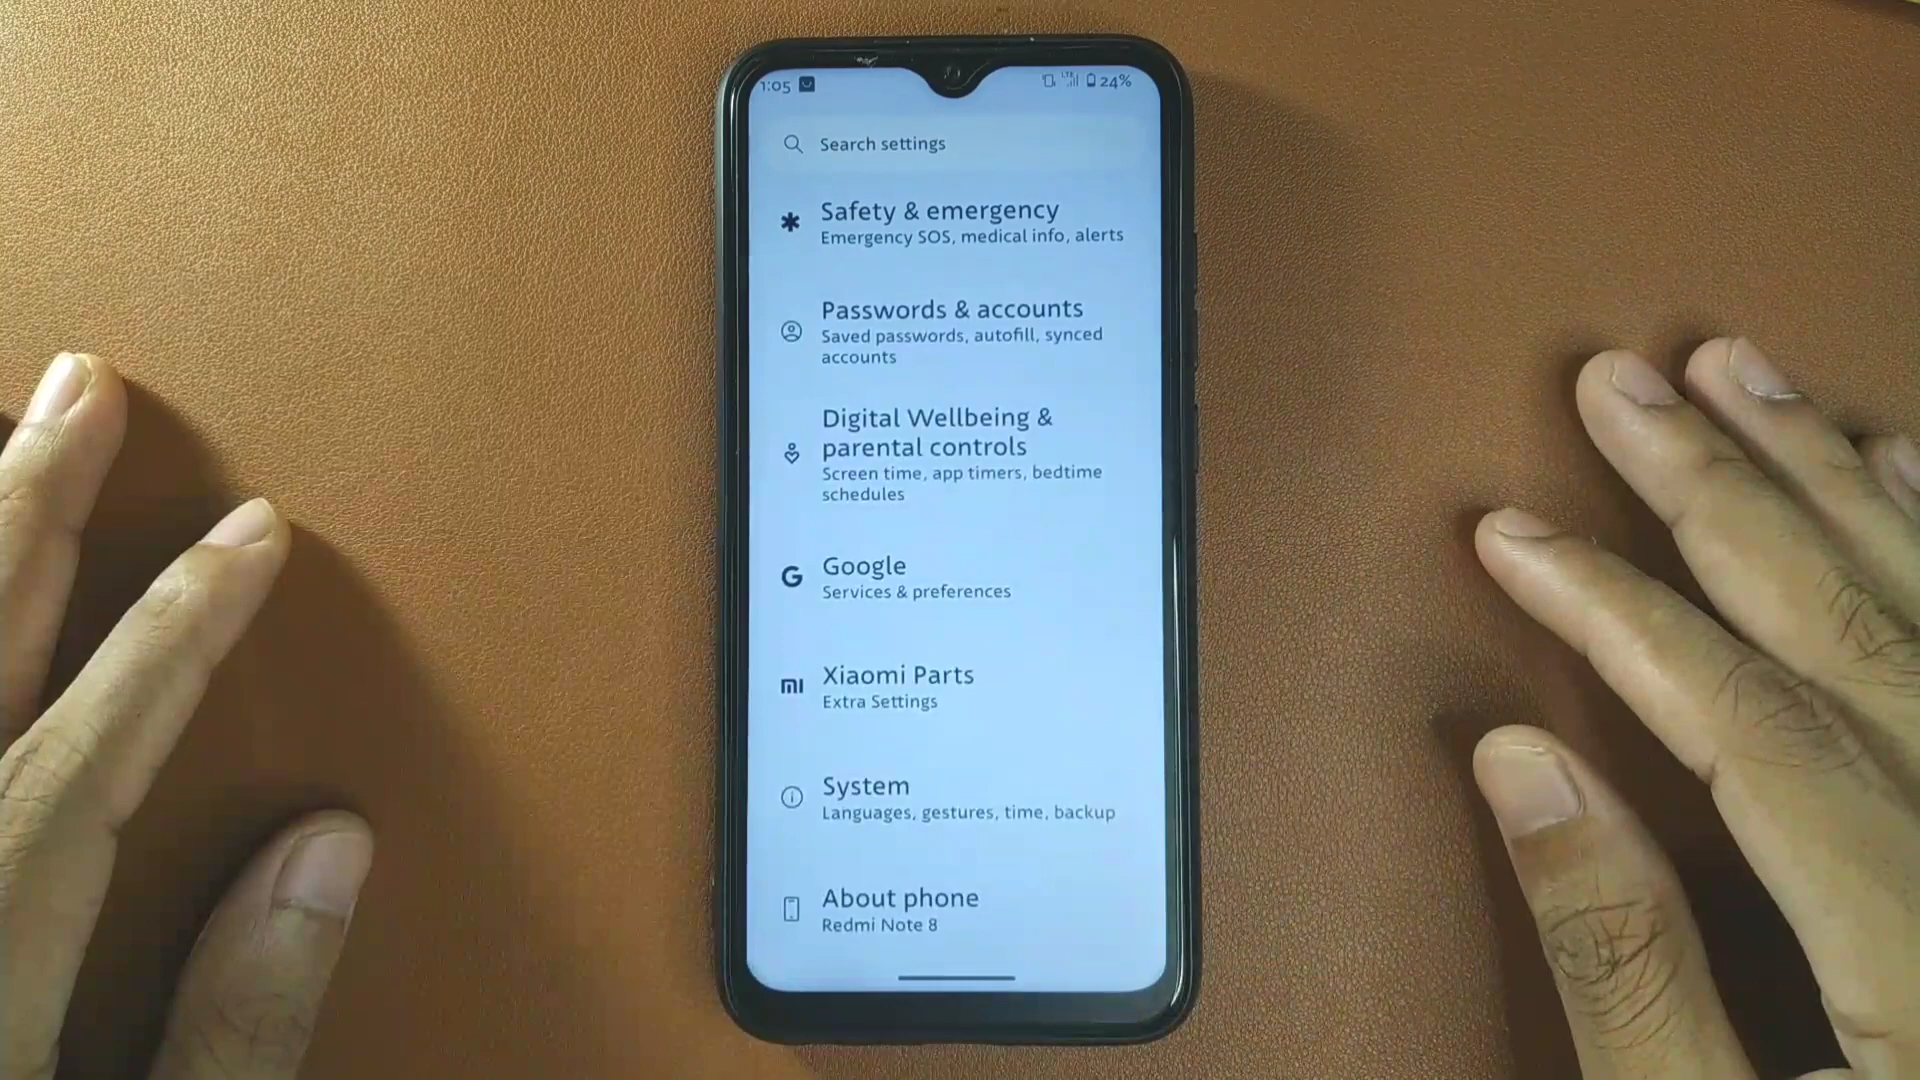 1:05 24%
Search settings
Safety & emergency
Emergency SOS, medical info, alerts
Passwords & accounts
Saved passwords, autofill, synced
accounts
Digital Wellbeing &
parental controls
Screen time, app timers, bedtime
schedules
G Google
Services & preferences
mi Xiaomi Parts
Extra Settings
System
Languages, gestures, time, backup
About phone
Redmi Note 8